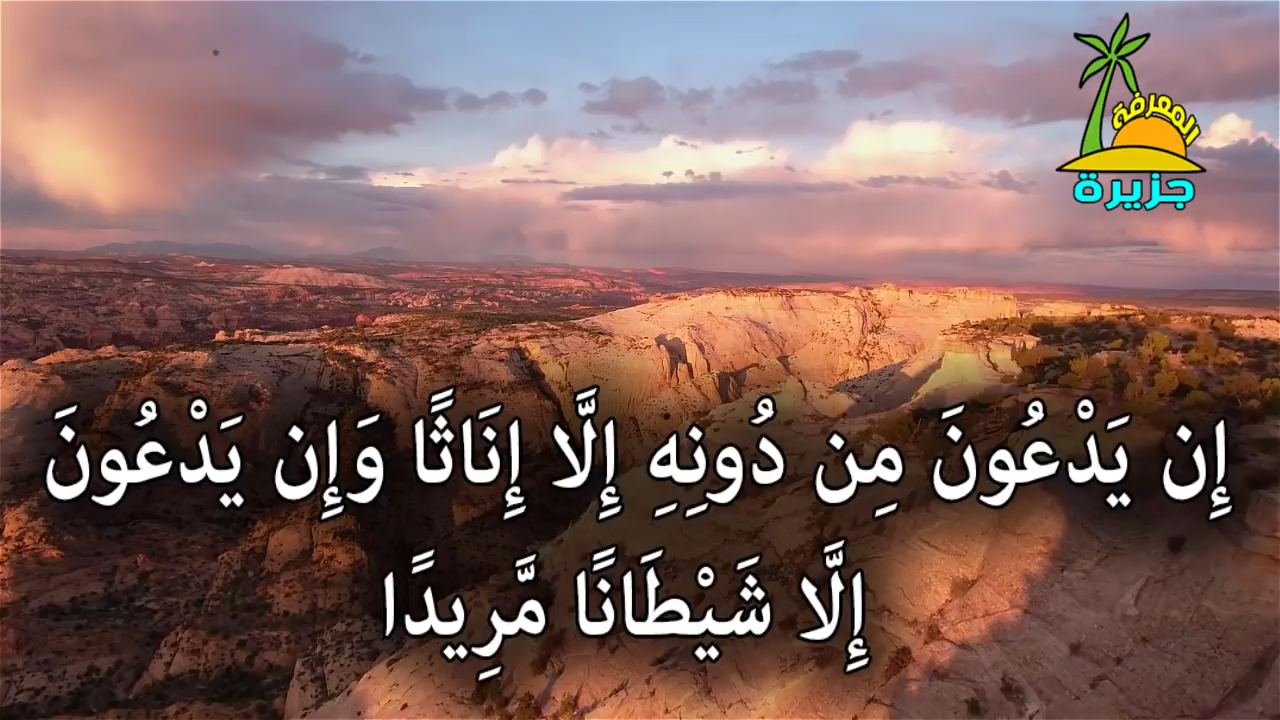 المعرفة
جزيرة
إِن يَدْعُونَ مِن دُونِهِ إِلَّا إِنَاثًا وَإِن يَدْعُونَ
إِلَّا شَيْطَانًا مَّرِيدًا